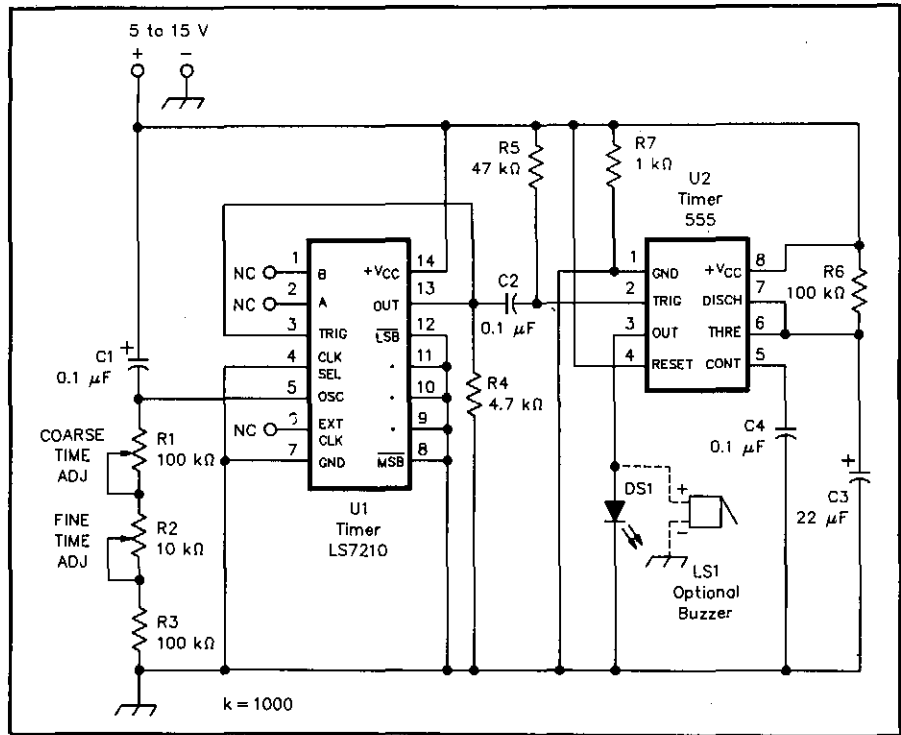 5 to 15 V
+ −
R5
47 kΩ
R7
1 kΩ
U2
Timer
555
1
B
+VCC
14
NC
2
A
OUT
13
NC
3
TRIG
LSB
12
4
CLK
SEL
11
5
OSC
10
6
EXT
CLK
9
NC
7
GND
MSB
8
U1
Timer
LS7210
C1
+
0.1 µF
COARSE
TIME
ADJ
R1
100 kΩ
FINE
TIME
ADJ
R2
10 kΩ
R3
100 kΩ
C2
0.1 µF
R4
4.7 kΩ
1
GND
+VCC
8
2
TRIG
DISCH
7
3
OUT
THRE
6
4
RESET
CONT
5
R6
100 kΩ
C4
0.1 µF
+
C3
22 µF
DS1
+
−
LS1
Optional
Buzzer
k = 1000